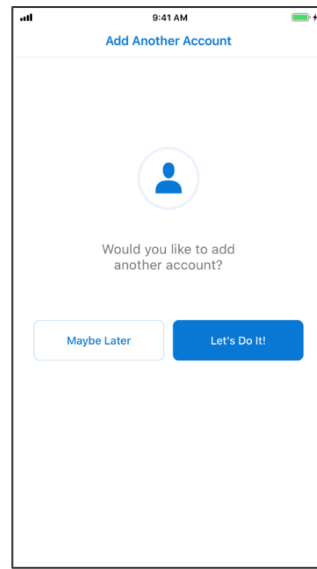 9:41 AM
Add Another Account
Would you like to add
another account?
Maybe Later
Let's Do It!